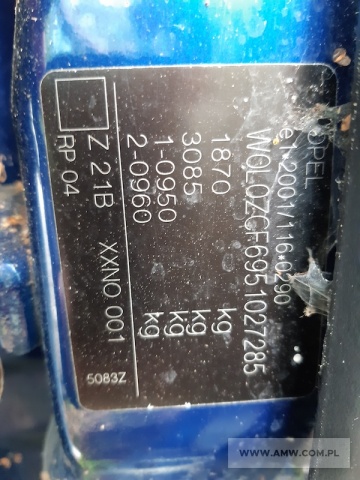 OPEL
e1*2001/116*0290
W0L0ZCF6951027285
1870 kg
3085 kg
1-0950 kg
2-0960 kg
Z 21B XXNO 001
RP 04
5083Z
WWW.AMW.COM.PL